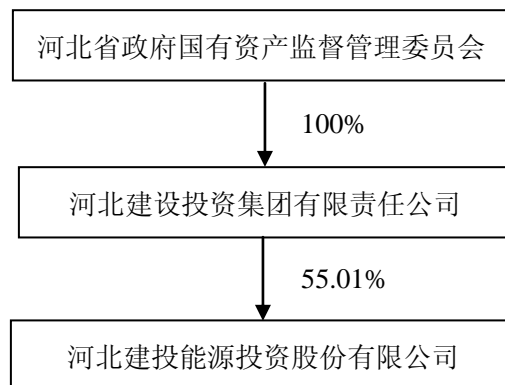 河北省政府国有资产监督管理委员会
100%
河北建设投资集团有限责任公司
55.01%
河北建投能源投资股份有限公司